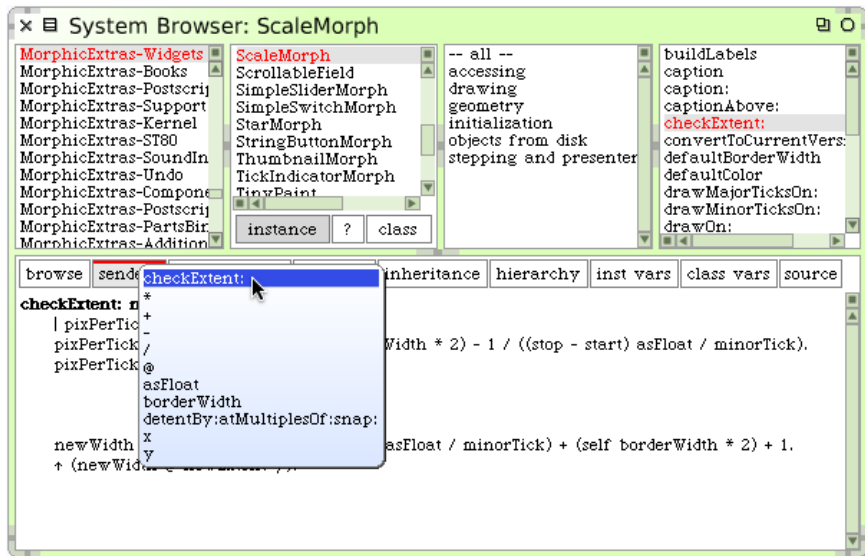 System Browser: ScaleMorph
MorphicExtras-Widgets
MorphicExtras-Books
MorphicExtras-Postscrip
MorphicExtras-Support
MorphicExtras-Kernel
MorphicExtras-ST80
MorphicExtras-SoundIn
MorphicExtras-Undo
MorphicExtras-Compone
MorphicExtras-Postscrip
MorphicExtras-PartsBin
MorphicExtras-Addition
ScaleMorph
ScrollableField
SimpleSliderMorph
SimpleSwitchMorph
StarMorph
StringButtonMorph
ThumbnailMorph
TickIndicatorMorph
TinyPaint
instance ? class
-- all --
accessing
drawing
geometry
initialization
objects from disk
stepping and presenter
buildLabels
caption
caption:
captionAbove:
checkExtent:
convertToCurrentVers
defaultBorderWidth
defaultColor
drawMajorTicksOn:
drawMinorTicksOn:
drawOn:
browse sende inheritance hierarchy inst vars class vars source
checkExtent:
*
+
-
/
@
asFloat
borderWidth
detentBy:atMultiplesOf:snap:
x
y
checkExtent: n
| pixPerTic
pixPerTick Width * 2) - 1 / ((stop - start) asFloat / minorTick).
pixPerTick
newWidth asFloat / minorTick) + (self borderWidth * 2) + 1.
↑ (newWid